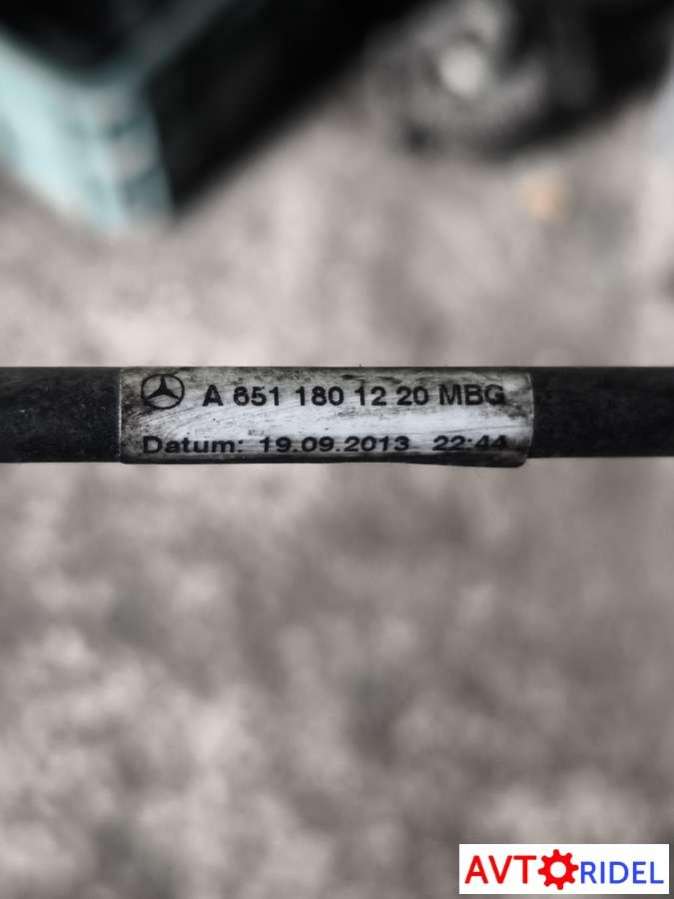 A 651 180 12 20 MBG
Datum: 19.09.2013 22:44
AVTORIDEL